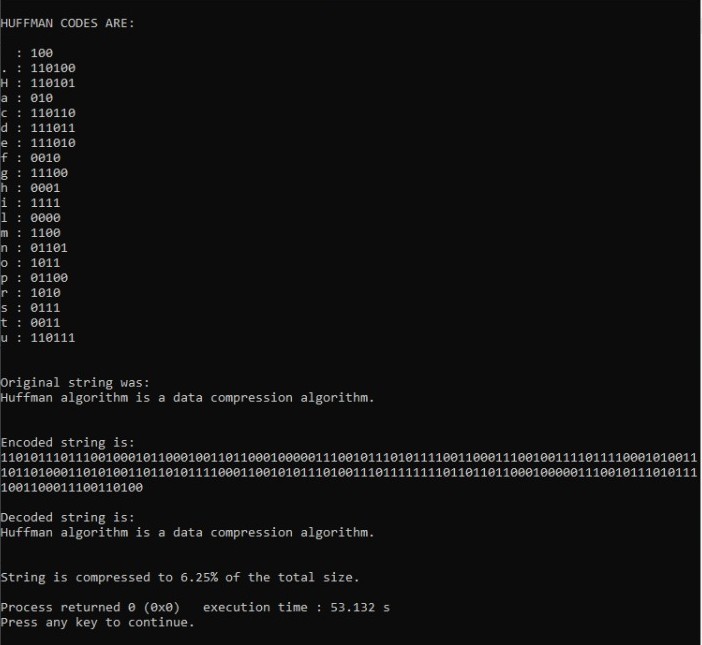 HUFFMAN CODES ARE:
: 100
. : 110100
H : 110101
a : 010
c : 110110
d : 111011
e : 111010
f : 0010
g : 11100
h : 0001
i : 1111
l : 0000
m : 1100
n : 01101
o : 1011
p : 01100
r : 1010
s : 0111
t : 0011
u : 110111
Original string was:
Huffman algorithm is a data compression algorithm.
Encoded string is:
110101110111001000101100010011011000100000111001011101011110011000111001001111011110001010011
101101000110101001101101011110001100101011101001110111111110110110110001000001110010111010111
1001100011100110100
Decoded string is:
Huffman algorithm is a data compression algorithm.
String is compressed to 6.25% of the total size.
Process returned 0 (0x0)   execution time : 53.132 s
Press any key to continue.